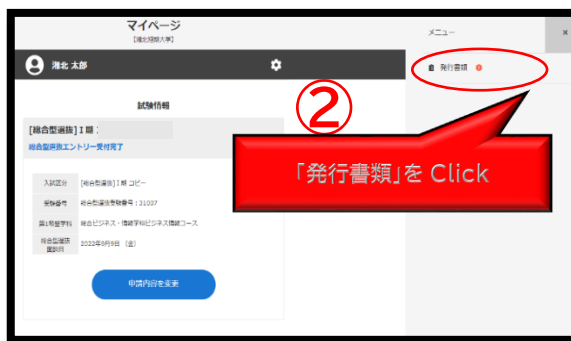 マイページ
【湘北短期大学】
メニュー
×
湘北 太郎
発行書類
試験情報
②
[総合型選抜] I 期
総合型選抜エントリー受付完了
「発行書類」を Click
入試区分 [総合型選抜] I 期 コピー
受験番号 総合型選抜受験番号：31037
第1希望学科 総合ビジネス・情報学科ビジネス情報コース
総合型選抜
面談日
2022年9月9日 （金）
申請内容を変更